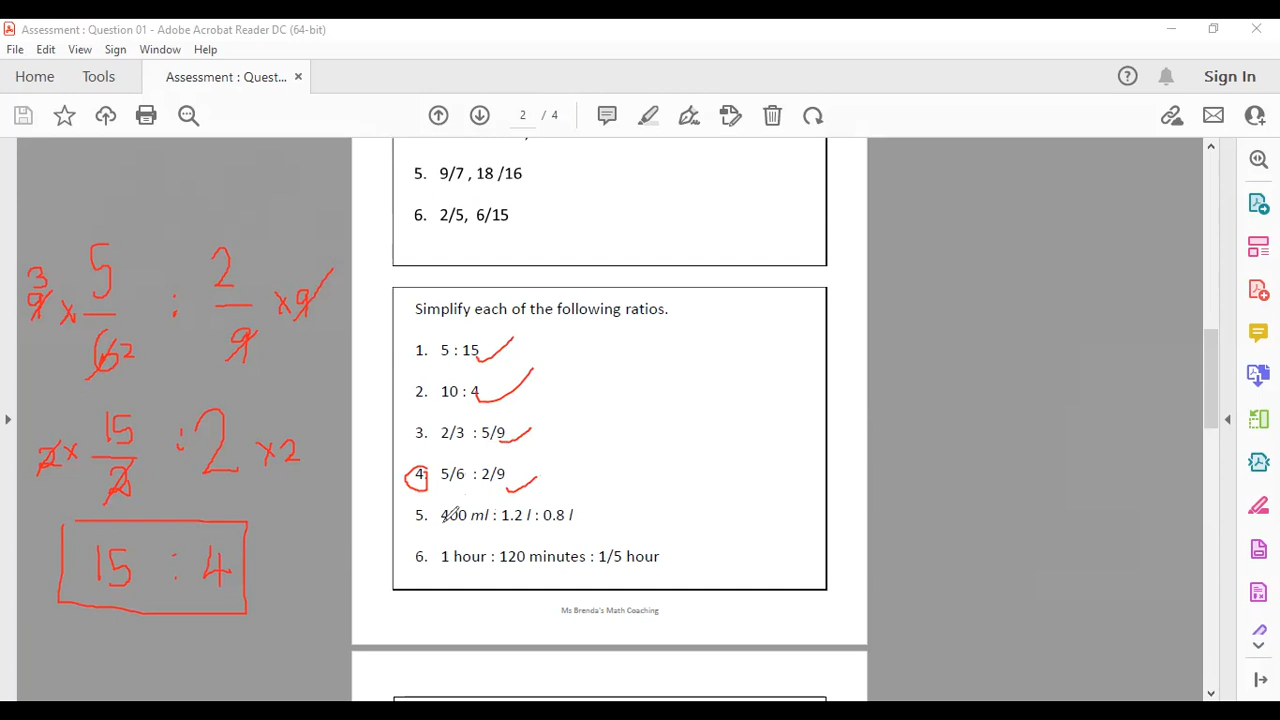 Assessment : Question 01 - Adobe Acrobat Reader DC (64-bit)
File Edit View Sign Window Help
Home Tools Assessment : Quest... × Sign In
2 / 4
5. 9/7 , 18 /16
6. 2/5, 6/15
Simplify each of the following ratios.
1. 5 : 15
2. 10 : 4
3. 2/3 : 5/9
4. 5/6 : 2/9
5. 400 ml : 1.2 l : 0.8 l
6. 1 hour : 120 minutes : 1/5 hour
Ms Brenda's Math Coaching
3 5 : 2
9 × — — × 9
6 2 9
2 × 15 : 2 × 2
2
15 : 4